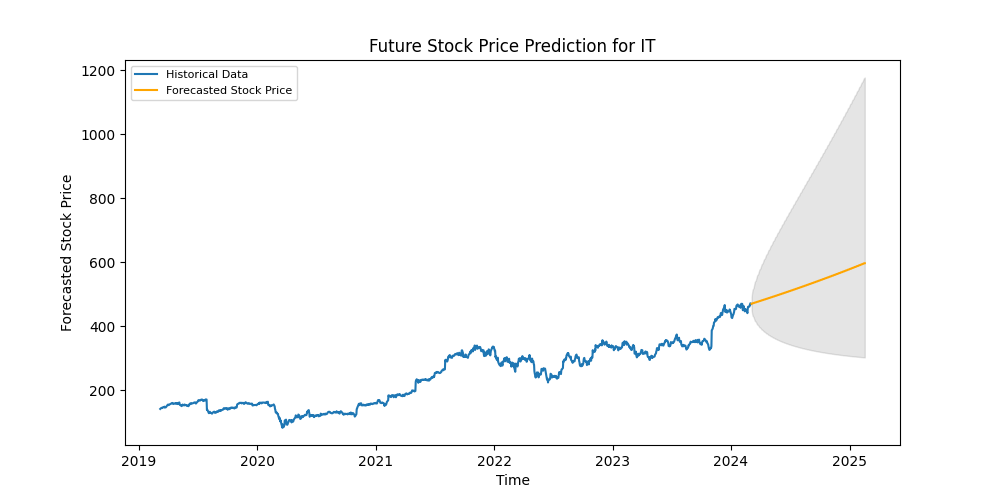 Future Stock Price Prediction for IT
Historical Data
Forecasted Stock Price
1200
1000
800
600
400
200
Forecasted Stock Price
2019 2020 2021 2022 2023 2024 2025
Time